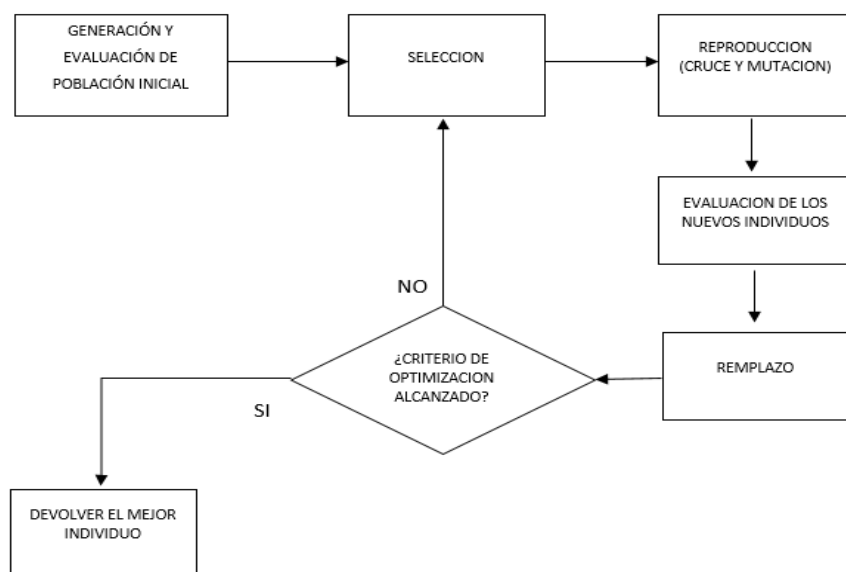 GENERACIÓN Y
EVALUACIÓN DE
POBLACIÓN INICIAL
SELECCION
REPRODUCCION
(CRUCE Y MUTACION)
EVALUACION DE LOS
NUEVOS INDIVIDUOS
REMPLAZO
¿CRITERIO DE
OPTIMIZACION
ALCANZADO?
NO
SI
DEVOLVER EL MEJOR
INDIVIDUO